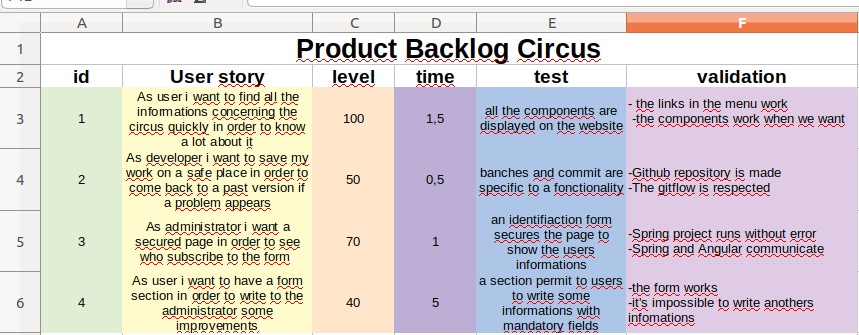 A B C D E F
1 Product Backlog Circus
2 id User story level time test validation
3 1
As user i want to find all the
informations concerning the
circus quickly in order to know
a lot about it
100
1,5
all the components are
displayed on the website
- the links in the menu work
-the components work when we want
4 2
As developer i want to save my
work on a safe place in order to
come back to a past version if
a problem appears
50
0,5
banches and commit are
specific to a fonctionality
-Github repository is made
-The gitflow is respected
5 3
As administrator i want a
secured page in order to see
who subscribe to the form
70
1
an identifiaction form
secures the page to
show the users
informations
-Spring project runs without error
-Spring and Angular communicate
6 4
As user i want to have a form
section in order to write to the
administrator some
improvements
40
5
a section permit to users
to write some
informations with
mandatory fields
-the form works
-it's impossible to write anothers
infomations